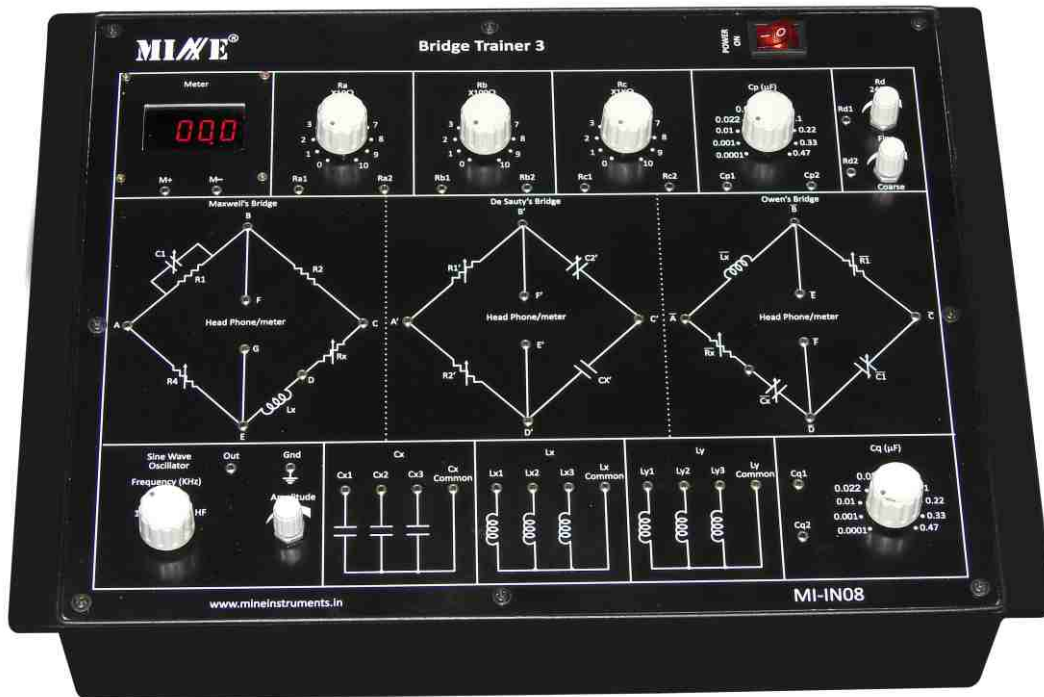 MINE®
Bridge Trainer 3
POWER
ON
Meter
M+ M−
Ra
X10Ω
0 1 2 3 7 8 9 10
Ra1 Ra2
Rb
X100Ω
0 1 2 3 7 8 9 10
Rb1 Rb2
Rc
0 1 2 3 7 8 9 10
Rc1 Rc2
Cp (µF)
0.022 0.22
0.01 0.33
0.001 0.47
0.0001
Cp1 Cp2
Rd
Rd1
Rd2
Coarse
00.0
Maxwell's Bridge
B
C1
R1
R2
F
A
Head Phone/meter
C
G
Rx
D
R4
Lx
E
De Sauty's Bridge
B'
R1'
C2'
F'
A'
Head Phone/meter
C'
E'
R2'
CX'
D'
Owen's Bridge
B
Lx
R1
E
A
Head Phone/meter
C
F
Rx
C1
Cx
D
Sine Wave
Oscillator
Out
Gnd
Frequency (KHz)
HF
Amplitude
Cx
Cx1 Cx2 Cx3 Cx
Common
Lx
Lx1 Lx2 Lx3 Lx
Common
Ly
Ly1 Ly2 Ly3 Ly
Common
Cq (µF)
Cq1
Cq2
0.022 0.22
0.01 0.33
0.001 0.47
0.0001
www.mineinstruments.in
MI-IN08